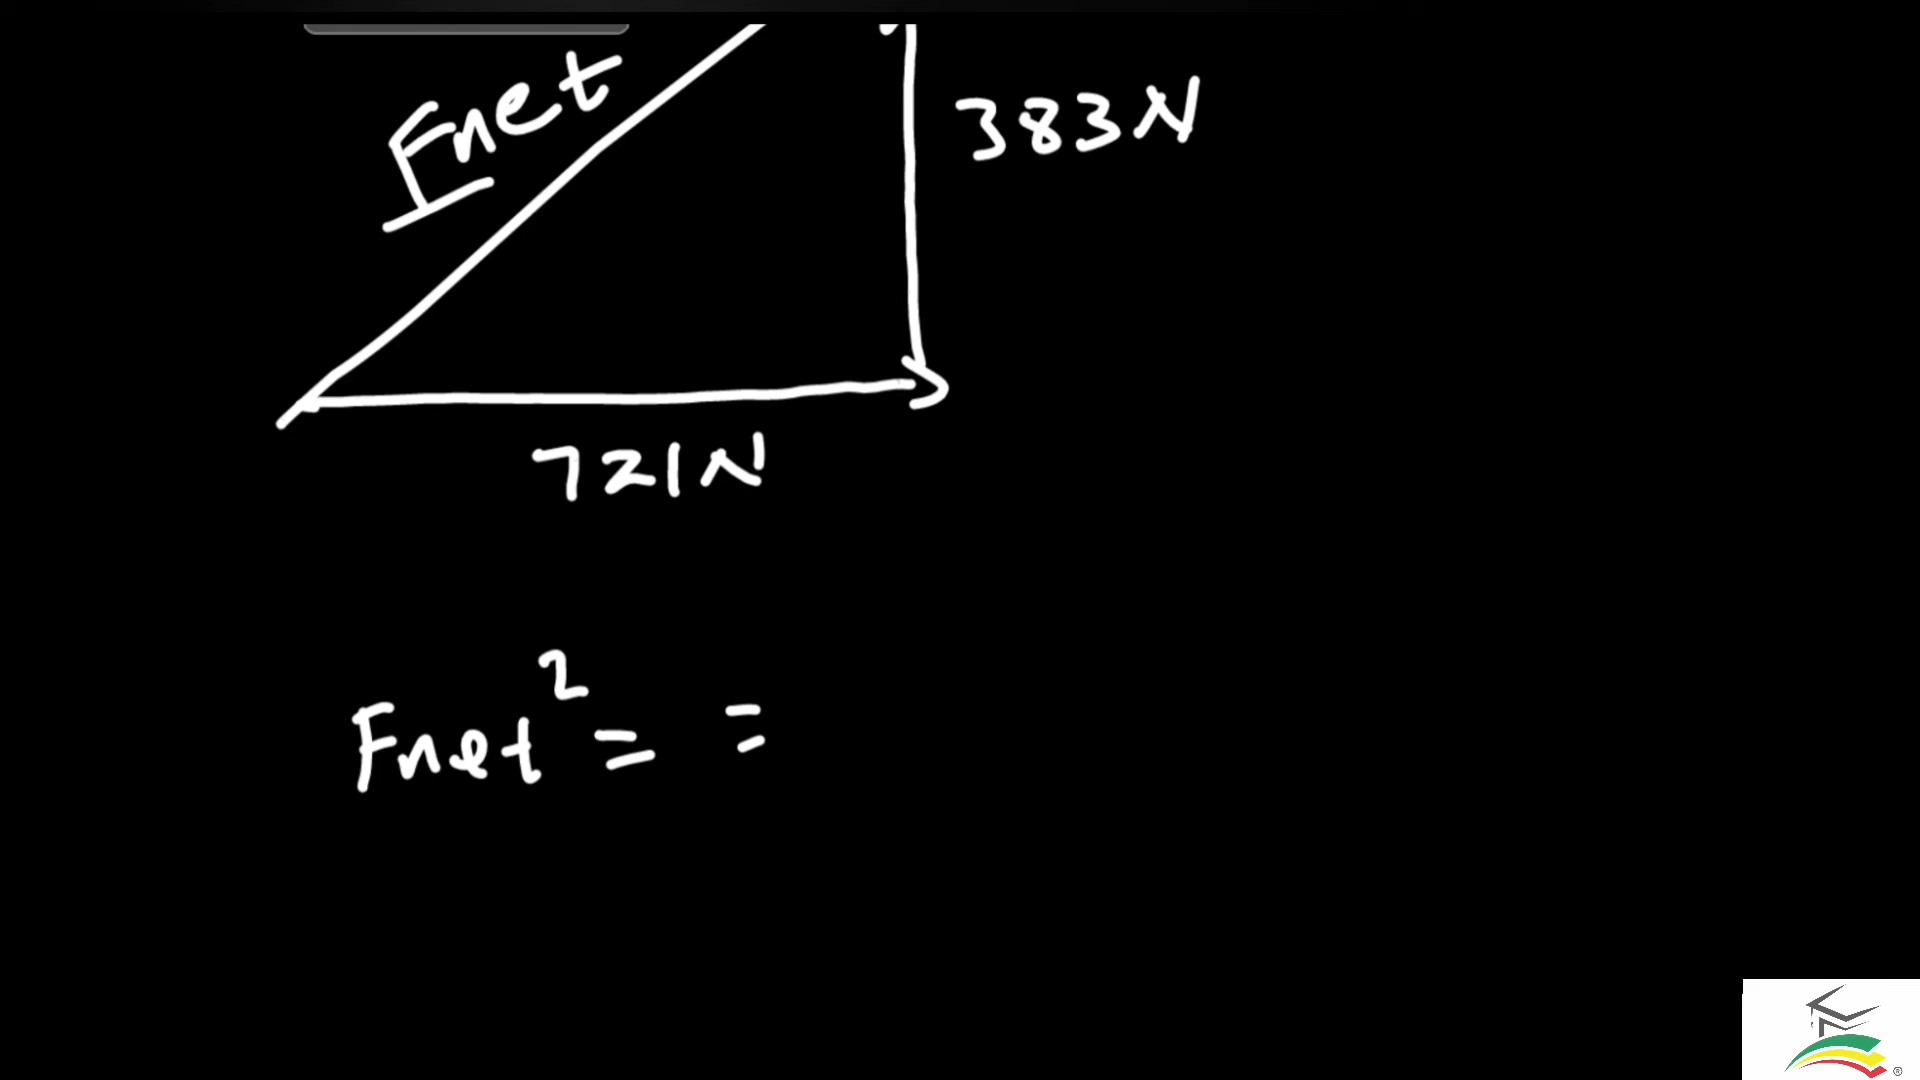 Fnet
383N
721N
Fnet² = =
®